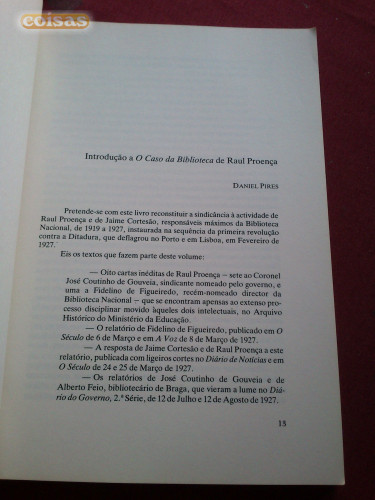 coisas
Introdução a O Caso da Biblioteca de Raul Proença
DANIEL PIRES
Pretende-se com este livro reconstituir a sindicância à actividade de
Raul Proença e de Jaime Cortesão, responsáveis máximos da Biblioteca
Nacional, de 1919 a 1927, instaurada na sequência da primeira revolução
contra a Ditadura, que deflagrou no Porto e em Lisboa, em Fevereiro de
1927.
Eis os textos que fazem parte deste volume:
— Oito cartas inéditas de Raul Proença — sete ao Coronel
José Coutinho de Gouveia, sindicante nomeado pelo governo, e
uma a Fidelino de Figueiredo, recém-nomeado director da
Biblioteca Nacional — que se encontram apensas ao extenso pro-
cesso disciplinar movido àqueles dois intelectuais, no Arquivo
Histórico do Ministério da Educação.
— O relatório de Fidelino de Figueiredo, publicado em O
Século de 6 de Março e em A Voz de 8 de Março de 1927.
— A resposta de Jaime Cortesão e de Raul Proença a este
relatório, publicada com ligeiros cortes no Diário de Notícias e em
O Século de 24 e 25 de Março de 1927.
— Os relatórios de José Coutinho de Gouveia e de
Alberto Feio, bibliotecário de Braga, que vieram a lume no Diá-
rio do Governo, 2.ª Série, de 12 de Julho e 12 de Agosto de 1927.
13